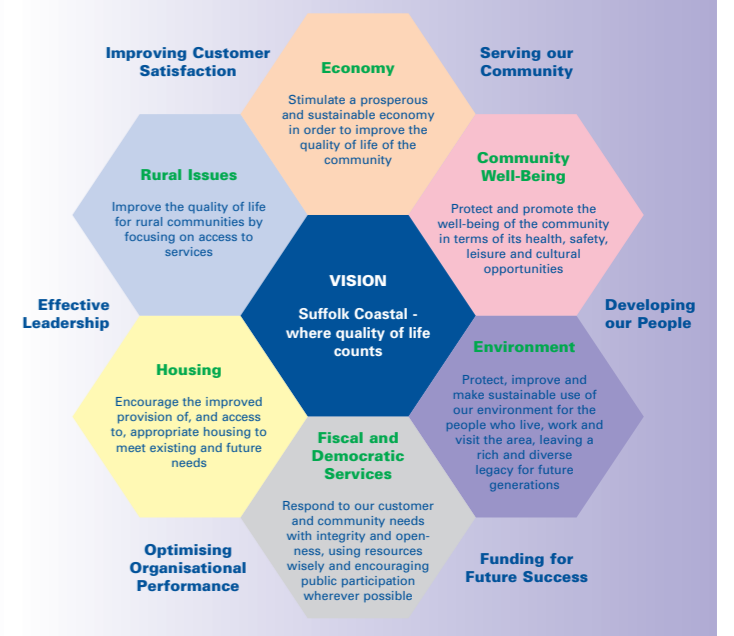 Improving Customer
Satisfaction
Economy
Stimulate a prosperous
and sustainable economy
in order to improve the
quality of life of the
community
Serving our
Community
Rural Issues
Improve the quality of life
for rural communities by
focusing on access to
services
Community
Well-Being
Protect and promote the
well-being of the community
in terms of its health, safety,
leisure and cultural
opportunities
VISION
Suffolk Coastal -
where quality of life
counts
Effective
Leadership
Developing
our People
Housing
Encourage the improved
provision of, and access
to, appropriate housing to
meet existing and future
needs
Environment
Protect, improve and
make sustainable use of
our environment for the
people who live, work and
visit the area, leaving a
rich and diverse
legacy for future
generations
Fiscal and
Democratic
Services
Respond to our customer
and community needs
with integrity and open-
ness, using resources
wisely and encouraging
public participation
wherever possible
Optimising
Organisational
Performance
Funding for
Future Success